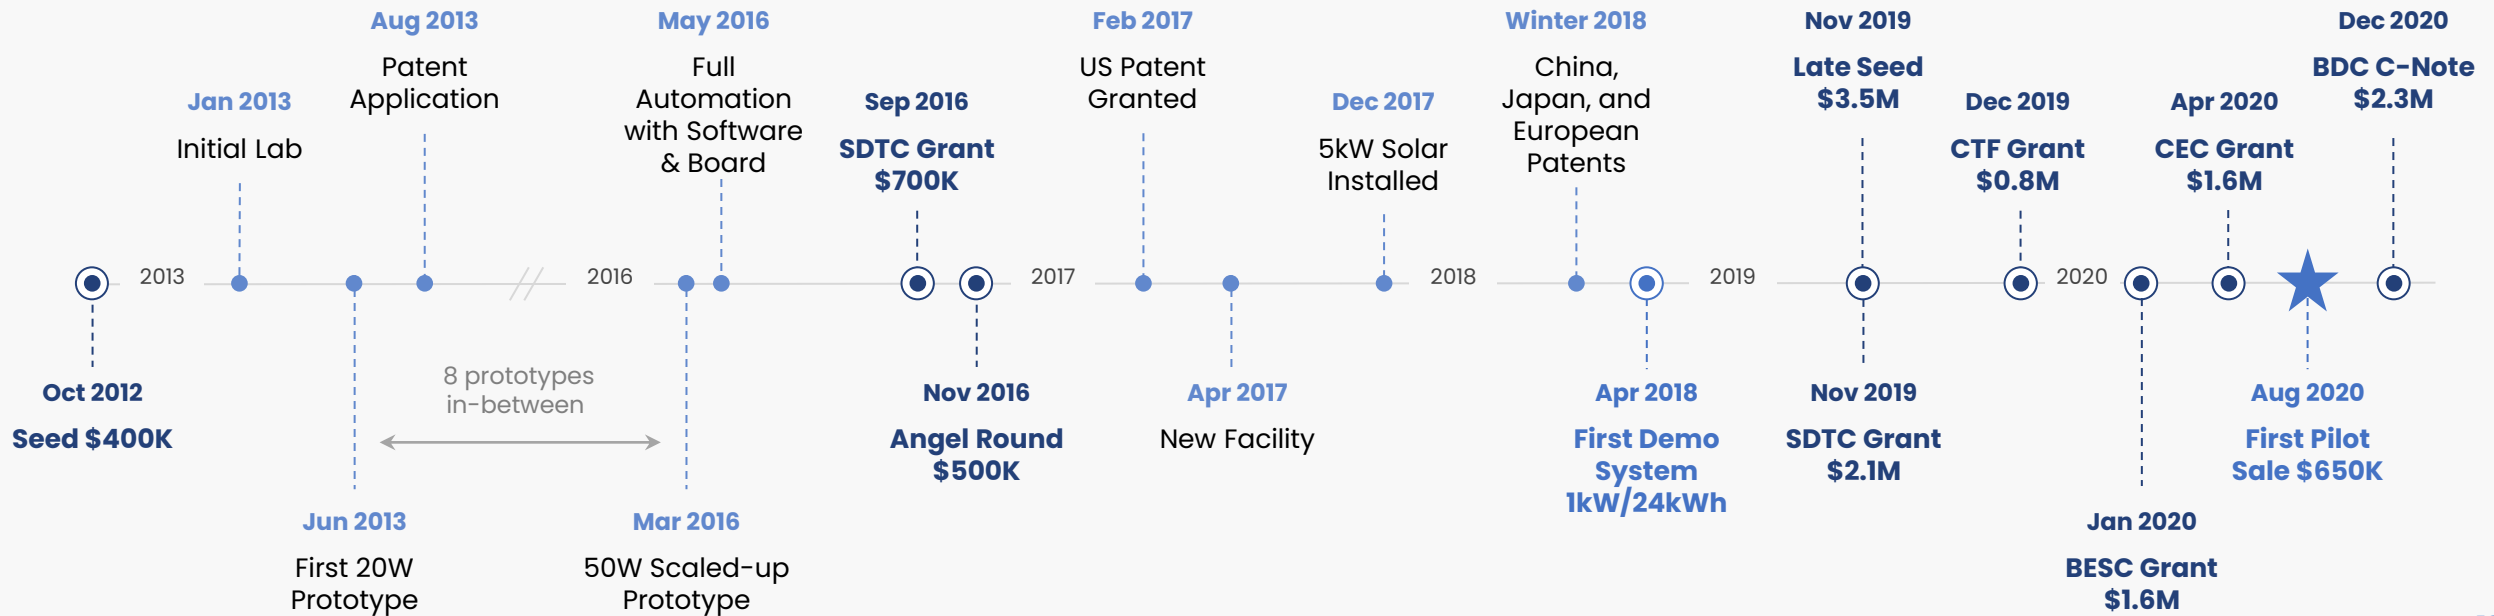 Oct 2012
Seed $400K
2013
Jan 2013
Initial Lab
Jun 2013
First 20W
Prototype
Aug 2013
Patent
Application
8 prototypes
in-between
2016
Mar 2016
50W Scaled-up
Prototype
May 2016
Full
Automation
with Software
& Board
Sep 2016
SDTC Grant
$700K
Nov 2016
Angel Round
$500K
2017
Feb 2017
US Patent
Granted
Apr 2017
New Facility
Dec 2017
5kW Solar
Installed
2018
Winter 2018
China,
Japan, and
European
Patents
Apr 2018
First Demo
System
1kW/24kWh
2019
Nov 2019
Late Seed
$3.5M
Nov 2019
SDTC Grant
$2.1M
Dec 2019
CTF Grant
$0.8M
2020
Jan 2020
BESC Grant
$1.6M
Apr 2020
CEC Grant
$1.6M
Aug 2020
First Pilot
Sale $650K
Dec 2020
BDC C-Note
$2.3M